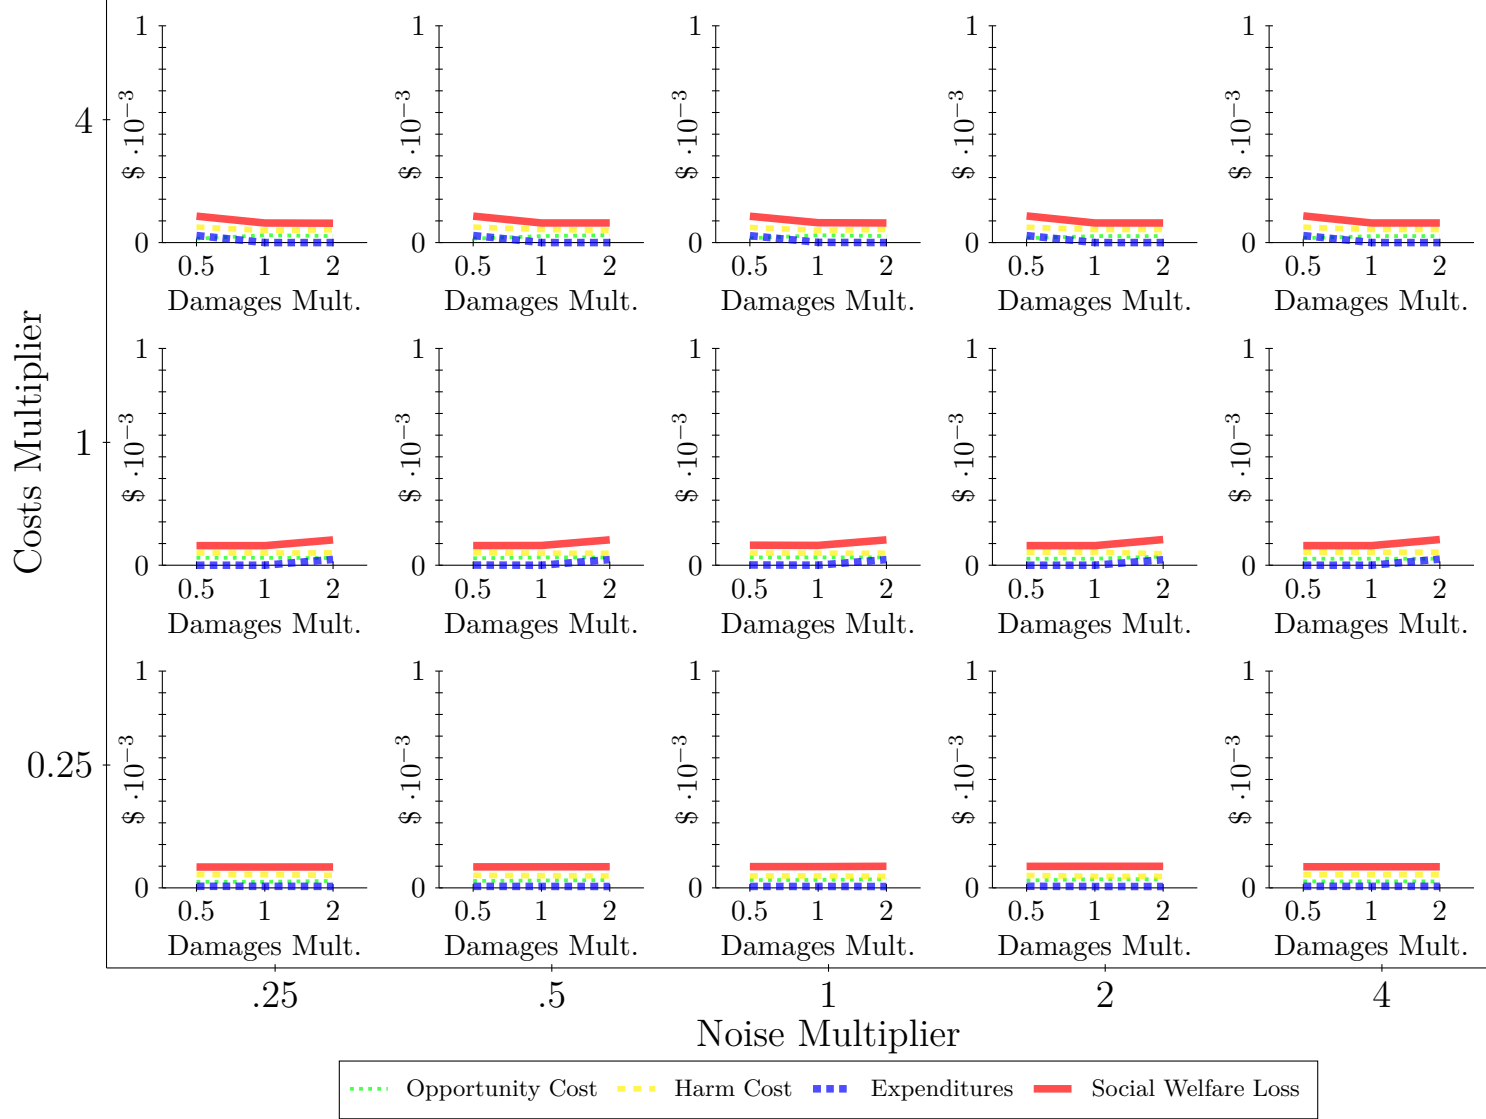 1 1 1 1 1
$ ·10⁻³ $ ·10⁻³ $ ·10⁻³ $ ·10⁻³ $ ·10⁻³
4
0 0 0 0 0
0.5 1 2 0.5 1 2 0.5 1 2 0.5 1 2 0.5 1 2
Damages Mult. Damages Mult. Damages Mult. Damages Mult. Damages Mult.
Costs Multiplier
1 1 1 1 1
$ ·10⁻³ $ ·10⁻³ $ ·10⁻³ $ ·10⁻³ $ ·10⁻³
1
0 0 0 0 0
0.5 1 2 0.5 1 2 0.5 1 2 0.5 1 2 0.5 1 2
Damages Mult. Damages Mult. Damages Mult. Damages Mult. Damages Mult.
1 1 1 1 1
$ ·10⁻³ $ ·10⁻³ $ ·10⁻³ $ ·10⁻³ $ ·10⁻³
0.25
0 0 0 0 0
0.5 1 2 0.5 1 2 0.5 1 2 0.5 1 2 0.5 1 2
Damages Mult. Damages Mult. Damages Mult. Damages Mult. Damages Mult.
.25 .5 1 2 4
Noise Multiplier
Opportunity Cost Harm Cost Expenditures Social Welfare Loss